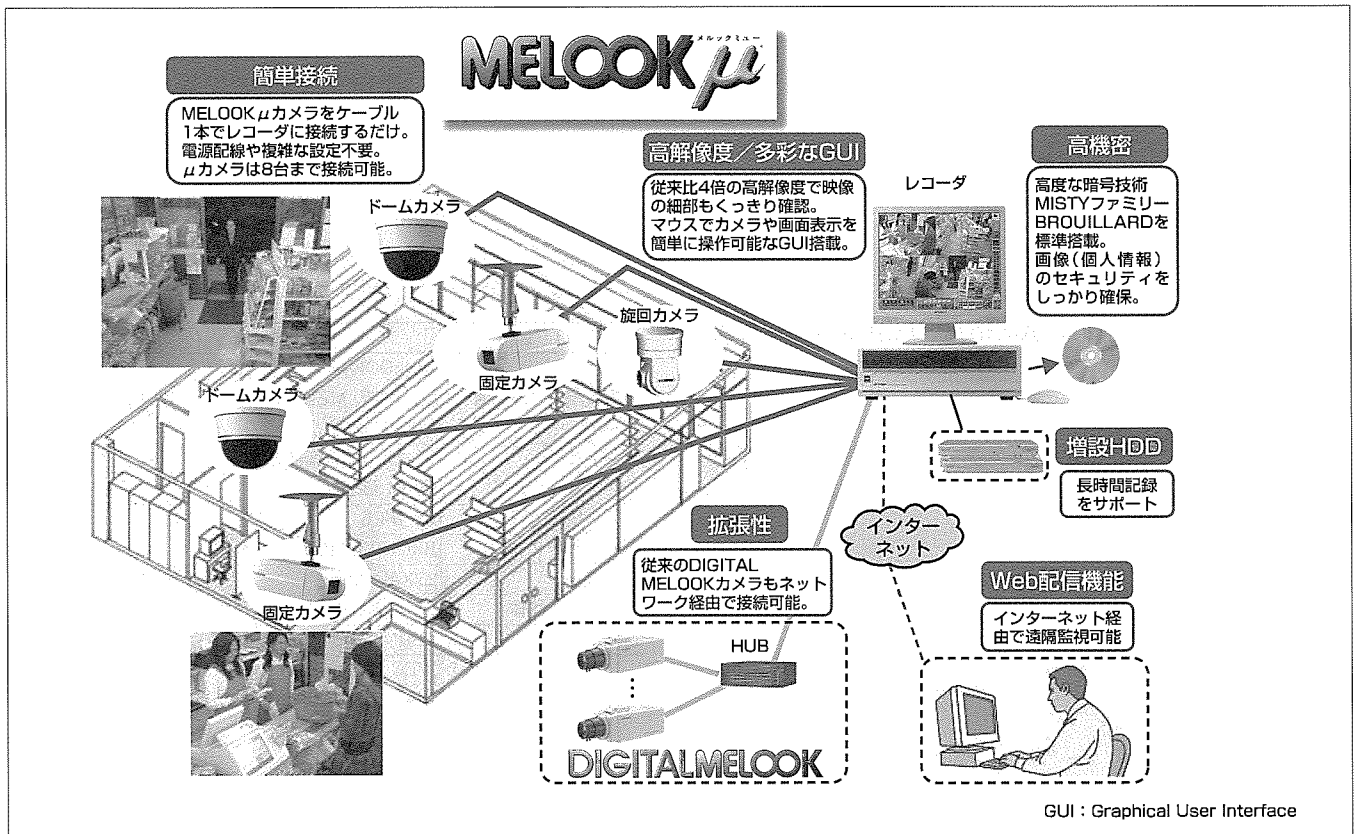 メルックミュー
MELOOK μ
簡単接続
MELOOKμカメラをケーブル
1本でレコーダに接続するだけ。
電源配線や複雑な設定不要。
μカメラは8台まで接続可能。
高解像度／多彩なGUI
従来比4倍の高解像度で映像
の細部もくっきり確認。
マウスでカメラや画面表示を
簡単に操作可能なGUI搭載。
レコーダ
高機密
高度な暗号技術
MISTYファミリー
BROUILLARDを
標準搭載。
画像（個人情報）
のセキュリティを
しっかり確保。
ドームカメラ
固定カメラ
旋回カメラ
ドームカメラ
固定カメラ
増設HDD
長時間記録
をサポート
拡張性
従来のDIGITAL
MELOOKカメラもネット
ワーク経由で接続可能。
HUB
DIGITALMELOOK
インター
ネット
Web配信機能
インターネット経
由で遠隔監視可能
GUI：Graphical User Interface